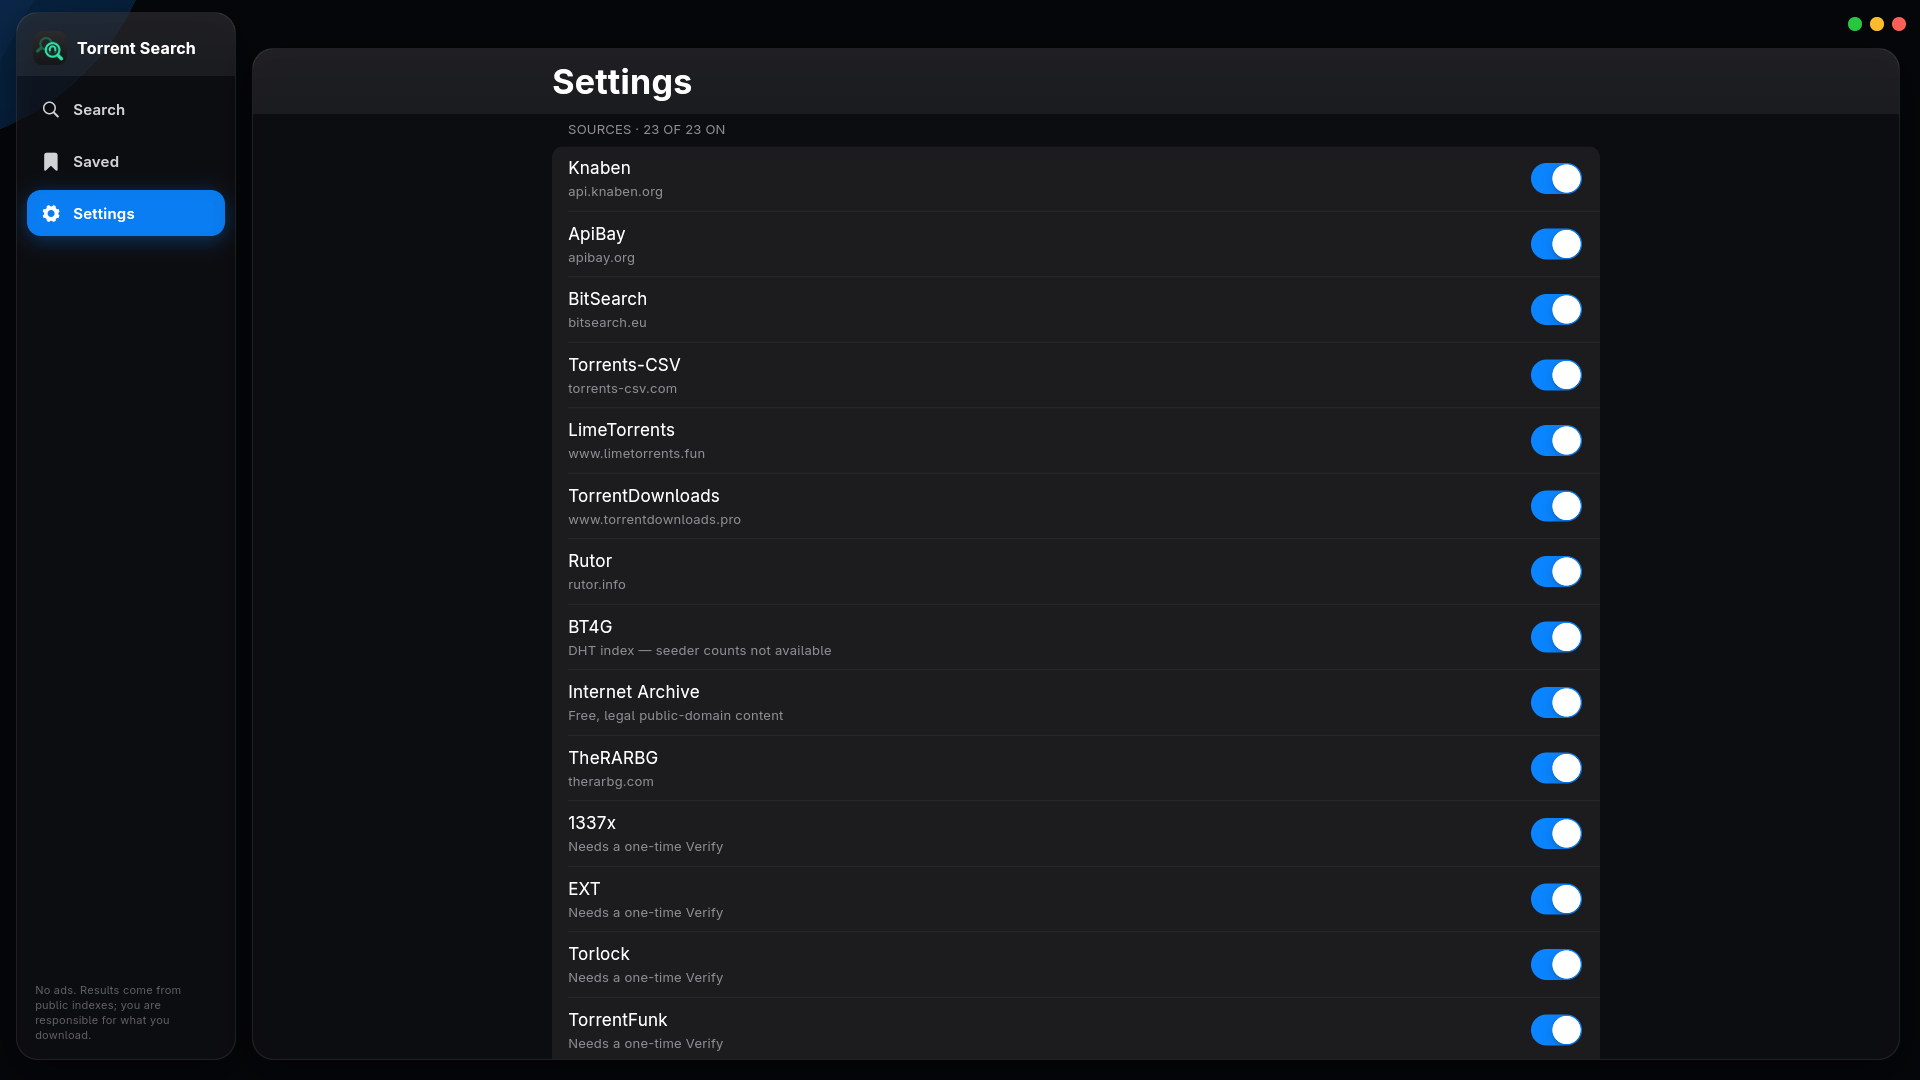 Torrent Search
Search
Saved
Settings
No ads. Results come from
public indexes; you are
responsible for what you
download.
Settings
SOURCES · 23 OF 23 ON
Knaben
api.knaben.org
ApiBay
apibay.org
BitSearch
bitsearch.eu
Torrents-CSV
torrents-csv.com
LimeTorrents
www.limetorrents.fun
TorrentDownloads
www.torrentdownloads.pro
Rutor
rutor.info
BT4G
DHT index — seeder counts not available
Internet Archive
Free, legal public-domain content
TheRARBG
therarbg.com
1337x
Needs a one-time Verify
EXT
Needs a one-time Verify
Torlock
Needs a one-time Verify
TorrentFunk
Needs a one-time Verify